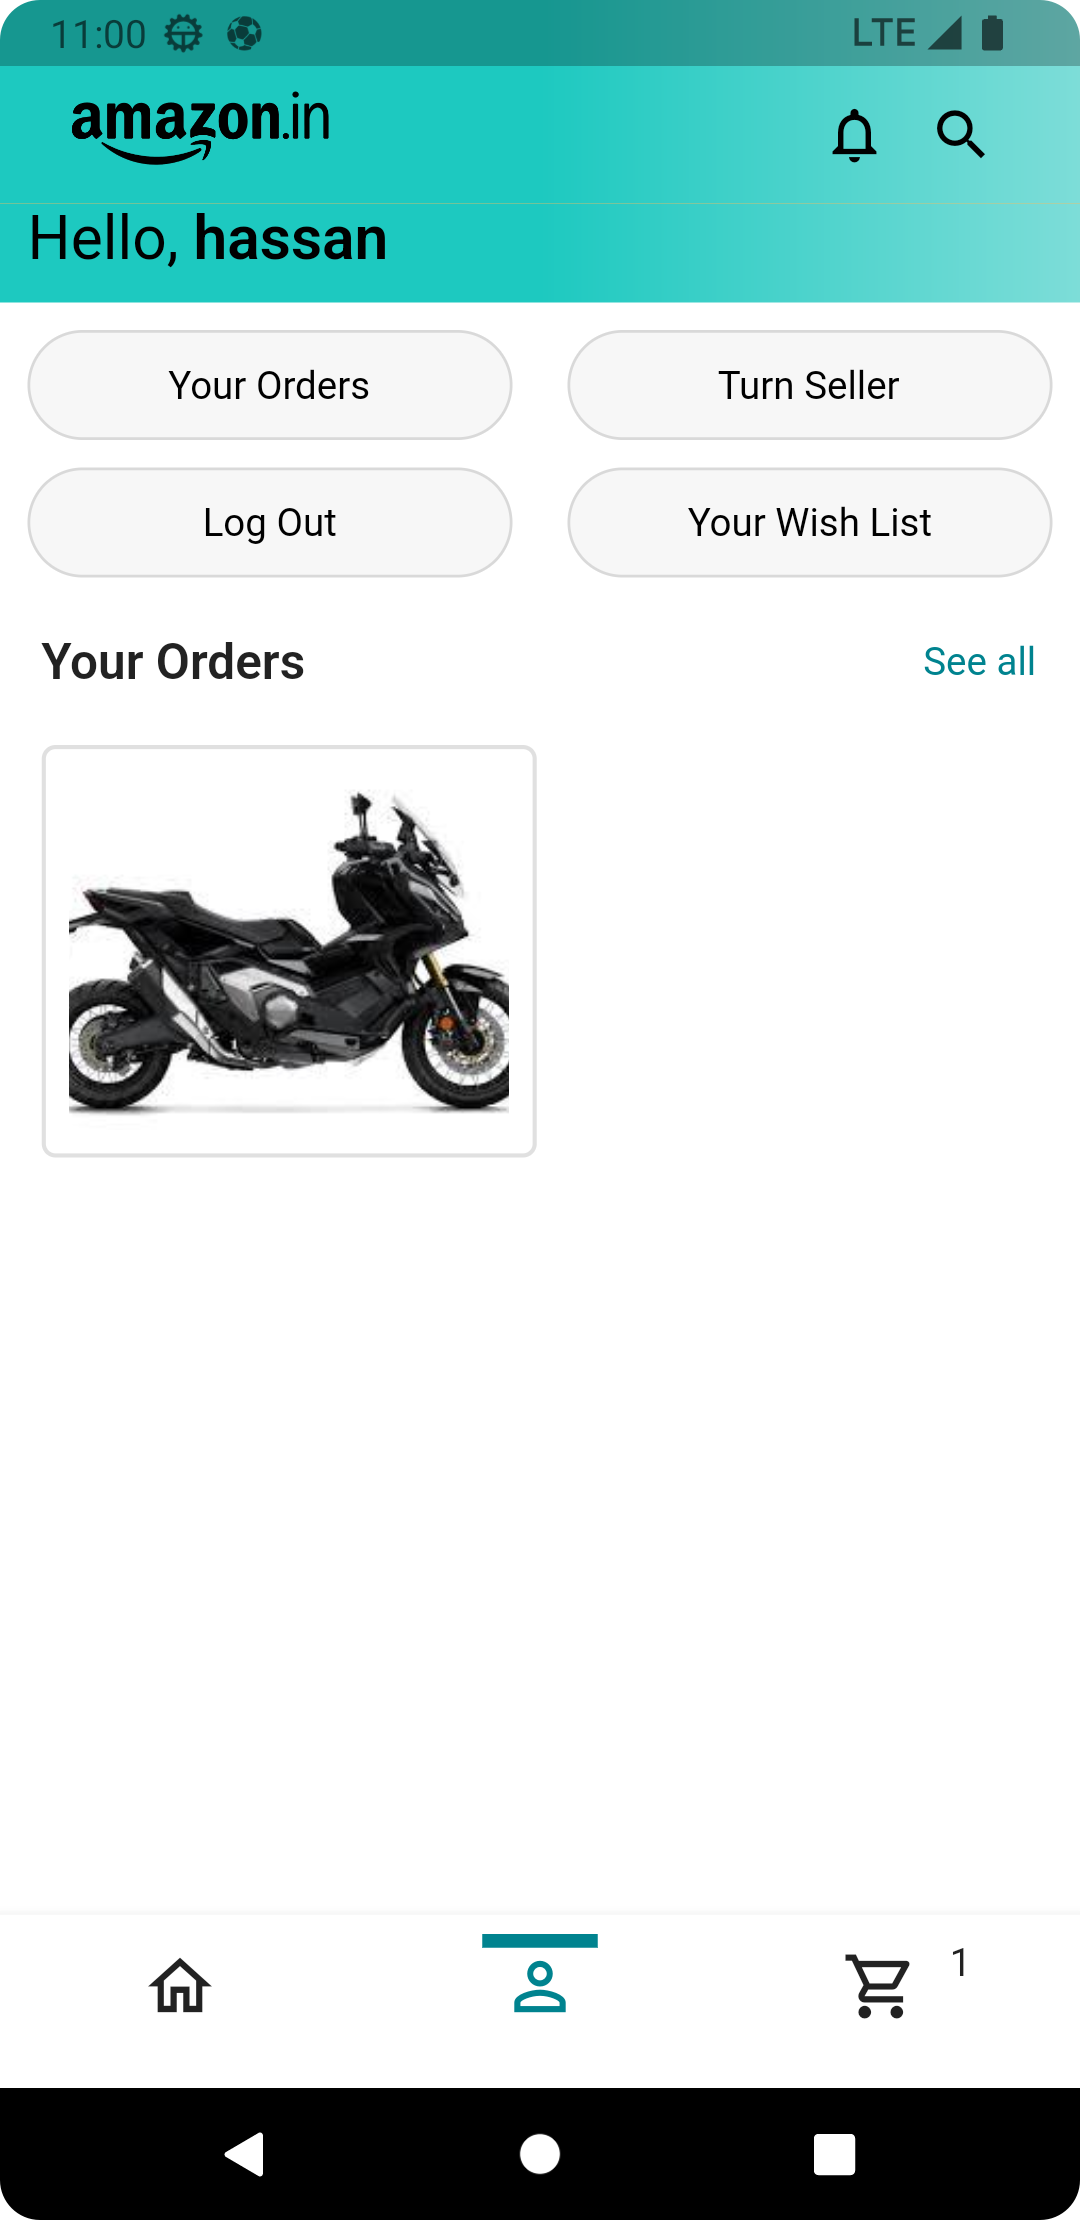 11:00 LTE
amazon.in
Hello, hassan
Your Orders Turn Seller
Log Out Your Wish List
Your Orders See all
1